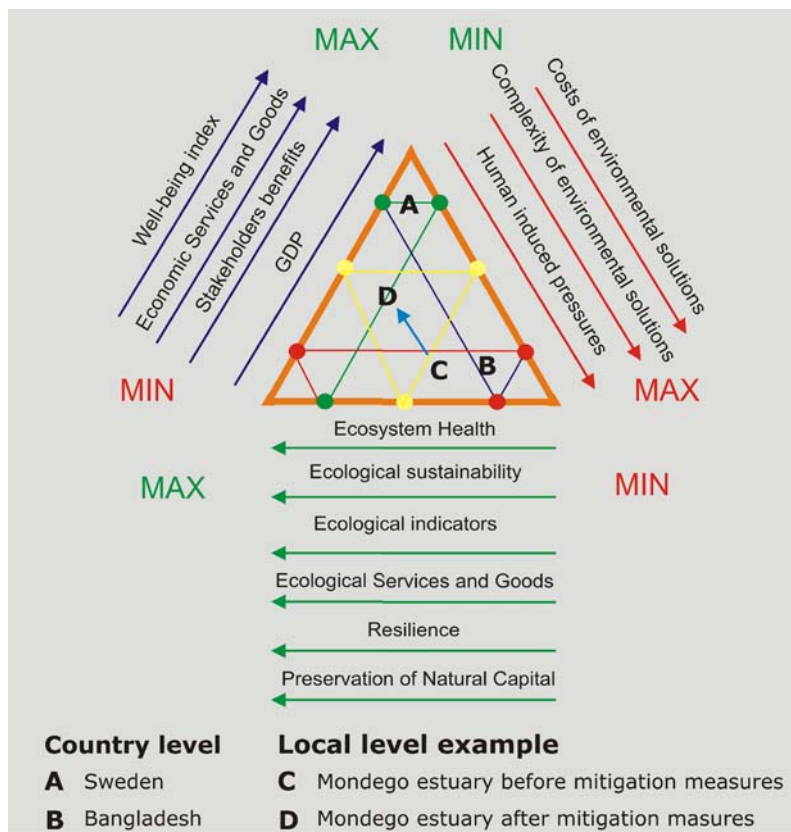 MAX
MIN
Well-being index
Economic Services and Goods
Stakeholders benefits
GDP
Costs of environmental solutions
Complexity of environmental solutions
Human induced pressures
A
D
C
B
MIN
MAX
Ecosystem Health
Ecological sustainability
MAX
MIN
Ecological indicators
Ecological Services and Goods
Resilience
Preservation of Natural Capital
Country level
A Sweden
B Bangladesh
Local level example
C Mondego estuary before mitigation measures
D Mondego estuary after mitigation masures